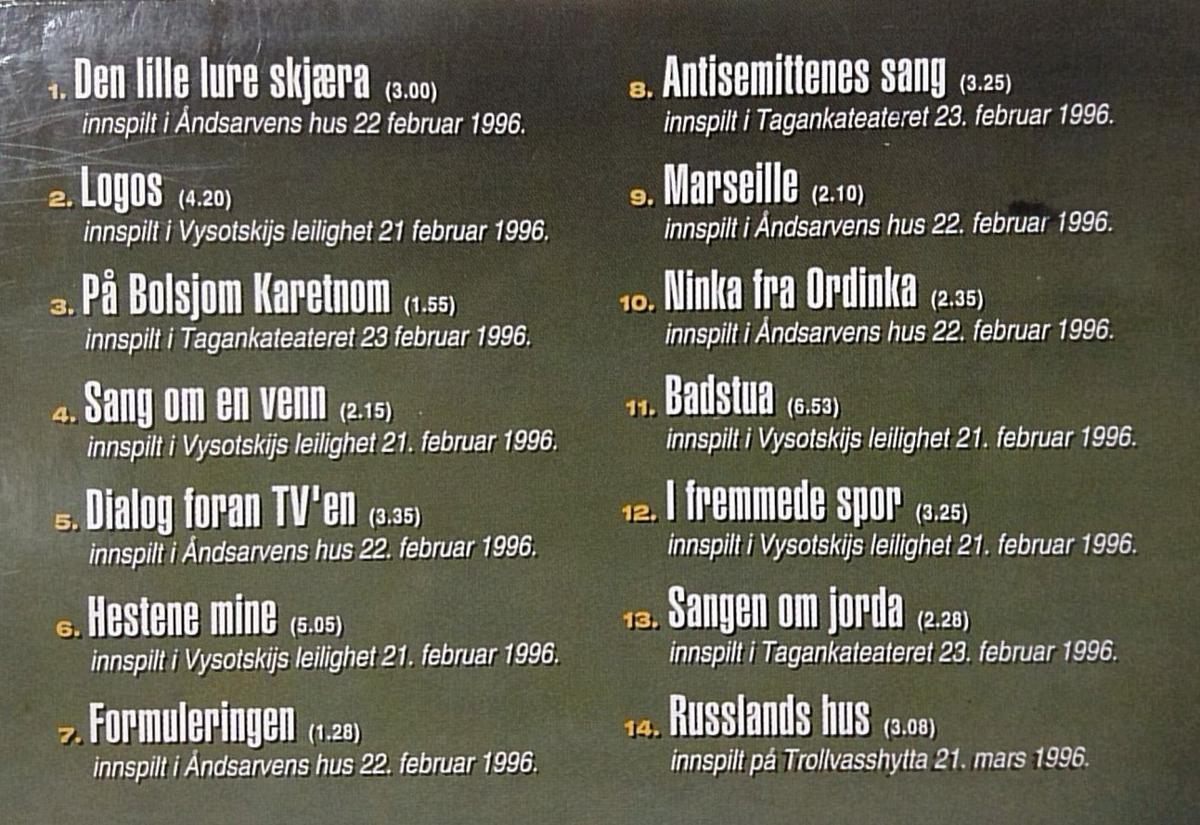 1. Den lille lure skjæra (3.00)
innspilt i Åndsarvens hus 22 februar 1996.
2. Logos (4.20)
innspilt i Vysotskijs leilighet 21 februar 1996.
3. På Bolsjom Karetnom (1.55)
innspilt i Tagankateateret 23 februar 1996.
4. Sang om en venn (2.15)
innspilt i Vysotskijs leilighet 21. februar 1996.
5. Dialog foran TV'en (3.35)
innspilt i Åndsarvens hus 22. februar 1996.
6. Hestene mine (5.05)
innspilt i Vysotskijs leilighet 21. februar 1996.
7. Formuleringen (1.28)
innspilt i Åndsarvens hus 22. februar 1996.
8. Antisemittenes sang (3.25)
innspilt i Tagankateateret 23. februar 1996.
9. Marseille (2.10)
innspilt i Åndsarvens hus 22. februar 1996.
10. Ninka fra Ordinka (2.35)
innspilt i Åndsarvens hus 22. februar 1996.
11. Badstua (6.53)
innspilt i Vysotskijs leilighet 21. februar 1996.
12. I fremmede spor (3.25)
innspilt i Vysotskijs leilighet 21. februar 1996.
13. Sangen om jorda (2.28)
innspilt i Tagankateateret 23. februar 1996.
14. Russlands hus (3.08)
innspilt på Trollvasshytta 21. mars 1996.